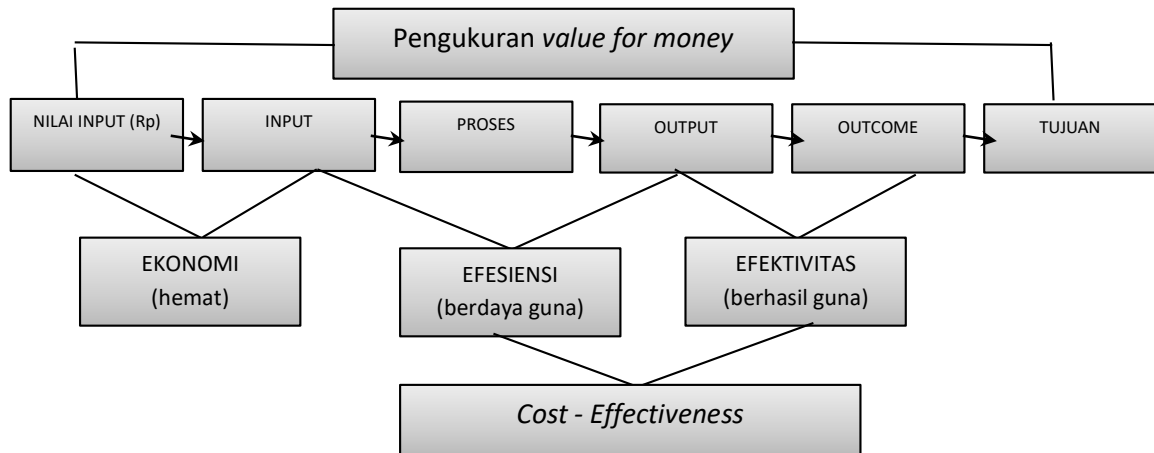 Pengukuran value for money
NILAI INPUT (Rp)
INPUT
PROSES
OUTPUT
OUTCOME
TUJUAN
EKONOMI
(hemat)
EFESIENSI
(berdaya guna)
EFEKTIVITAS
(berhasil guna)
Cost - Effectiveness